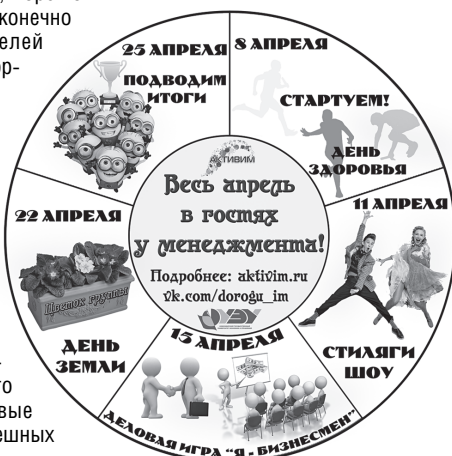 конечно
елей
ор-
то
вые
ешных
8 АПРЕЛЯ
СТАРТУЕМ!
ДЕНЬ
ЗДОРОВЬЯ
11 АПРЕЛЯ
СТИЛЯГИ
ШОУ
15 АПРЕЛЯ
ДЕЛОВАЯ ИГРА "Я - БИЗНЕСМЕН"
22 АПРЕЛЯ
Цветок группы
ДЕНЬ
ЗЕМЛИ
25 АПРЕЛЯ
ПОДВОДИМ
ИТОГИ
АКТИВИМ
Весь апрель
в гостях
у менеджмента!
Подробнее: aktivim.ru
vk.com/dorogu_im